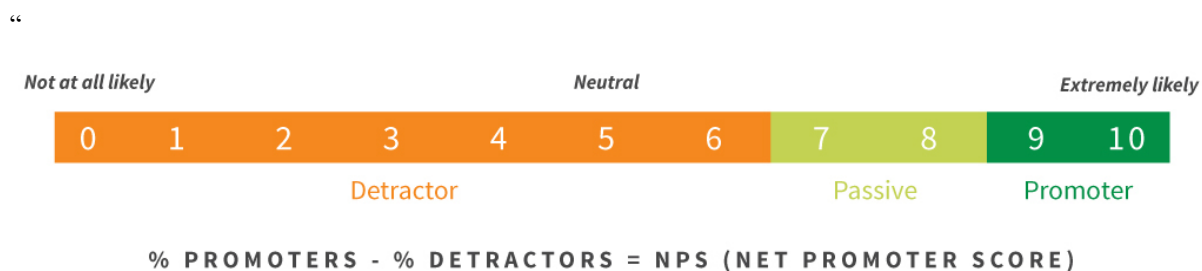 “
Not at all likely Neutral Extremely likely
0 1 2 3 4 5 6 7 8 9 10
Detractor Passive Promoter
% PROMOTERS - % DETRACTORS = NPS (NET PROMOTER SCORE)